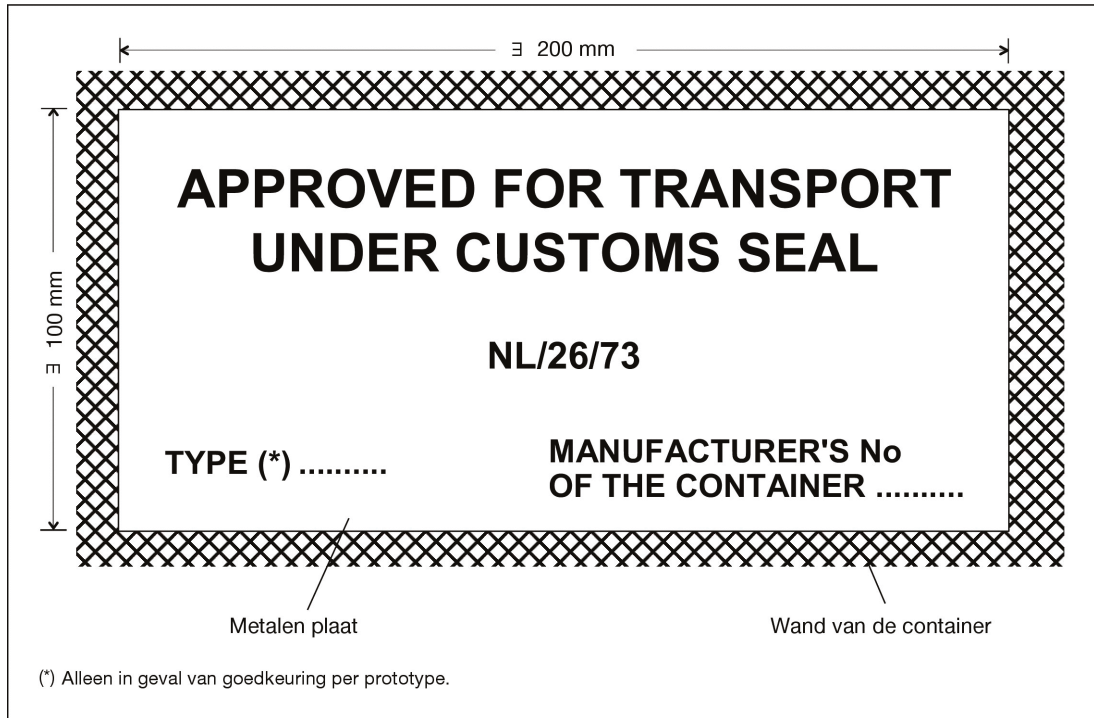 ∃ 200 mm
∃ 100 mm
APPROVED FOR TRANSPORT
UNDER CUSTOMS SEAL
NL/26/73
TYPE (*) ..........
MANUFACTURER'S No
OF THE CONTAINER ..........
Metalen plaat
Wand van de container
(*) Alleen in geval van goedkeuring per prototype.